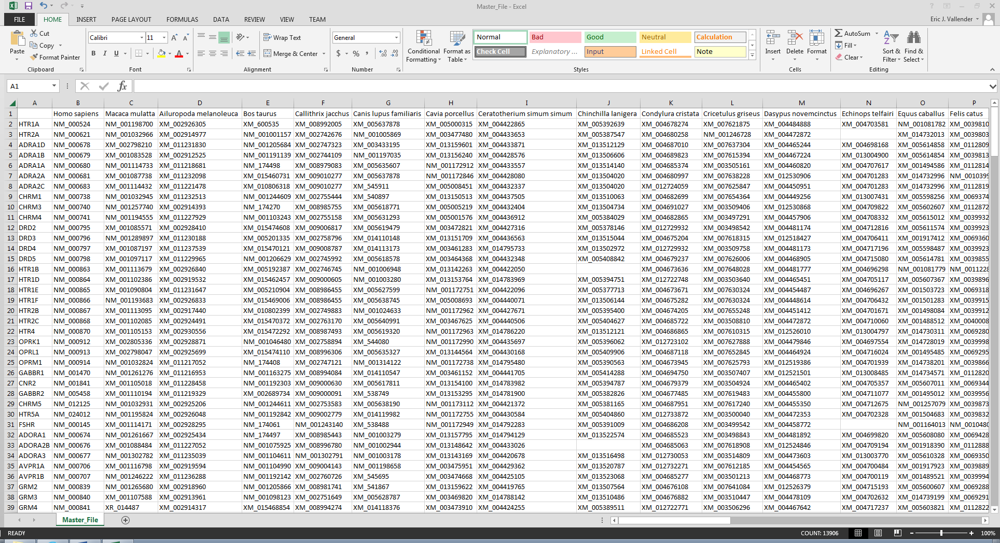 Master_File - Excel
FILE HOME INSERT PAGE LAYOUT FORMULAS DATA REVIEW VIEW TEAM Eric J. Vallender
Cut
Copy
Format Painter
Paste
Clipboard
Calibri 11
B I U
Font
Wrap Text
Merge & Center
Alignment
General
$ % ,
Number
Conditional Formatting
Format as Table
Normal Bad Good Neutral Calculation
Check Cell Explanatory ... Input Linked Cell Note
Styles
Insert Delete Format
Cells
AutoSum
Fill
Clear
Sort & Filter
Find & Select
Editing
A1 fx
A B C D E F G H I J K L M N O P
1 Homo sapiens Macaca mulatta Ailuropoda melanoleuca Bos taurus Callithrix jacchus Canis lupus familiaris Cavia porcellus Ceratotherium simum simum Chinchilla lanigera Condylura cristata Cricetulus griseus Dasypus novemcinctus Echinops telfairi Equus caballus Felis catus
2 HTR1A NM_000524 NM_001198700 XM_002926305 XM_600535 XM_008992005 XM_005637878 XM_005000315 XM_004422865 XM_005392639 XM_004678274 XM_007621875 XM_004484888 XM_004703581 NM_001081782 XM_0039810
3 HTR2A NM_000621 NM_001032966 XM_002914977 NM_001001157 XM_002742676 NM_001005869 XM_003477480 XM_004433653 XM_005387547 XM_004680258 NM_001246728 XM_004472872 XM_014732013 XM_0039803
4 ADRA1D NM_000678 XM_002798210 XM_011231830 NM_001205684 XM_002747323 XM_003433195 XM_013159601 XM_004433871 XM_013512129 XM_004687010 XM_007637304 XM_004465244 XM_004698168 XM_005614858 XM_0112809
5 ADRA1B NM_000679 XM_001083528 XM_002912525 NM_001191139 XM_002744109 NM_001197035 XM_013156240 XM_004428576 XM_013506606 XM_004689823 XM_007615394 XM_004467224 XM_013004900 XM_005614854 XM_0039813
6 ADRA1A NM_000680 NM_001114733 XM_011218681 NM_174498 XM_008979083 XM_005635607 NM_001172912 XM_004433557 XM_013514140 XM_004685374 XM_003505161 XM_004460820 XM_004707617 XM_001494586 XM_0112814
7 ADRA2A NM_000681 XM_001087738 XM_011232098 XM_015460731 XM_009010277 XM_005637878 NM_001172846 XM_004428080 XM_013504020 XM_004680997 XM_007638228 XM_012530906 XM_004701283 XM_014732996 NM_0010399
8 ADRA2C NM_000683 XM_001114432 XM_011221478 XM_010806318 XM_009010277 XM_545911 XM_005008451 XM_004432337 XM_013504020 XM_012724059 XM_007625847 XM_004450951 XM_004701283 XM_014732996 XM_0112819
9 CHRM1 NM_000738 NM_001032945 XM_011232513 NM_001244609 XM_002755444 XM_540897 XM_013150513 XM_004437505 XM_013510063 XM_004682699 XM_007654364 XM_004449256 XM_013007431 XM_005598256 XM_0069374
10 CHRM3 NM_000740 NM_001257740 XM_002914393 NM_174270 XM_008985755 XM_005618771 XM_005005219 XM_004432404 XM_013504734 XM_004691027 XM_003509406 XM_012530868 XM_004709822 XM_005602607 XM_0112872
11 CHRM4 NM_000741 NM_001194555 XM_011227929 NM_001103243 XM_002755158 XM_005631293 XM_005001576 XM_004436912 XM_005384029 XM_004682865 XM_003497291 XM_004457906 XM_004708332 XM_005615012 XM_0039932
12 DRD2 NM_000795 XM_001085571 XM_002928410 XM_015474608 XM_009006817 XM_005619479 XM_003472821 XM_004427316 XM_005378146 XM_012729932 XM_003498542 XM_004481174 XM_004712816 XM_005611574 XM_0039923
13 DRD3 NM_000796 NM_001289897 XM_011230188 XM_005201335 XM_002758796 XM_014110148 XM_013151709 XM_004436563 XM_013515044 XM_004675204 XM_007618315 XM_012518427 XM_004706411 XM_001917412 XM_0069360
14 DRD4 NM_000797 XM_001087197 XM_011237539 XM_015470121 XM_009008787 XM_014113173 XM_003461283 XM_014795733 XM_013502972 XM_012729932 XM_003509758 XM_004481173 XM_004717196 XM_005598487 XM_0039923
15 DRD5 NM_000798 XM_001097117 XM_011229965 NM_001206629 XM_002745992 XM_005618578 XM_003464368 XM_004432348 XM_005408842 XM_004679237 XM_007626006 XM_004468905 XM_004715080 XM_005614781 XM_0039855
16 HTR1B NM_000863 XM_001113679 XM_002926840 XM_005192387 XM_002746745 NM_001006948 XM_013142263 XM_004422050 XM_004673636 XM_007648028 XM_004481777 XM_004696298 NM_001081779 NM_0011228
17 HTR1D NM_000864 XM_001102386 XM_002919532 XM_015462457 XM_009000605 NM_001003280 XM_013153764 XM_014783969 XM_005394751 XM_012722748 XM_003503640 XM_004465451 XM_004705117 XM_005607367 XM_0039896
18 HTR1E NM_000865 XM_001090804 XM_011231647 XM_005210904 XM_008986455 XM_005627599 NM_001172751 XM_004422096 XM_005377713 XM_004673671 XM_007630324 XM_004454487 XM_004696267 XM_001503723 XM_0069318
19 HTR1F NM_000866 NM_001193683 XM_002926833 XM_015469006 XM_008986455 XM_005638745 XM_005008693 XM_004440071 XM_013506144 XM_004675282 XM_007630324 XM_004448614 XM_004706432 XM_001501283 XM_0039915
20 HTR2B NM_000867 XM_001113095 XM_002917440 XM_010802399 XM_002749883 NM_001024633 NM_001172962 XM_004427671 XM_005395400 XM_004674205 XM_007655248 XM_004451412 XM_004701671 XM_001498084 XM_0039912
21 HTR2C NM_000868 XM_001102085 XM_002924491 XM_015470372 XM_002763170 XM_005640991 XM_003467625 XM_004440506 XM_005404627 XM_004685722 XM_003508810 XM_004472872 XM_004710060 XM_001488512 XM_0040008
22 HTR4 NM_000870 XM_001105153 XM_002930556 XM_015472292 XM_008987493 XM_005619320 NM_001172963 XM_014786220 XM_013512121 XM_004686865 XM_007610315 XM_012526010 XM_013004797 XM_014730311 XM_0069280
23 OPRK1 NM_000912 XM_002805336 XM_002928871 NM_001046480 XM_002758894 XM_544080 NM_001172990 XM_004435697 XM_005396062 XM_012723102 XM_007627888 XM_004479846 XM_004697554 XM_014728019 XM_0039998
24 OPRL1 NM_000913 XM_002798047 XM_002925699 XM_015474110 XM_008996306 XM_005635327 XM_013144564 XM_004430168 XM_005409906 XM_004687118 XM_007652845 XM_004464924 XM_004716024 XM_001495485 XM_0069295
25 OPRM1 NM_000914 NM_001032824 XM_011217052 NM_174408 XM_002747121 NM_001314122 NM_001172738 XM_014795480 XM_005390563 XM_004673945 XM_007625793 XM_012519386 XM_004701939 XM_014738201 XM_0039866
26 GABBR1 NM_001470 NM_001261276 XM_011216953 NM_001163275 XM_008994084 XM_014110547 XM_003461152 XM_004441705 XM_005414288 XM_004694750 XM_003507407 XM_012521501 XM_013008485 XM_014734571 XM_0112820
27 CNR2 NM_001841 XM_001105018 XM_011228458 NM_001192303 XM_009000630 XM_005617811 XM_013154100 XM_014783982 XM_005394787 XM_004679379 XM_003504924 XM_004465402 XM_004705357 XM_005607011 XM_0069344
28 GABBR2 NM_005458 XM_001110194 XM_011219329 XM_002689734 XM_009000091 XM_538749 XM_013153295 XM_014781900 XM_005382826 XM_004677485 XM_007619483 XM_004455800 XM_004711077 XM_001495012 XM_0039956
29 CHRM5 NM_012125 NM_001032931 XM_002925206 NM_001244611 XM_002753583 XM_005638190 NM_001173112 XM_004421372 XM_005381165 XM_004687951 XM_007617240 XM_004455350 XM_004712675 NM_001257079 XM_0039873
30 HTR5A NM_024012 NM_001195824 XM_002926048 NM_001192842 XM_009002779 XM_014119982 NM_001172755 XM_004430584 XM_005404860 XM_012733872 XM_003500040 XM_004472353 XM_004702328 XM_001504683 XM_0039832
31 FSHR NM_000145 XM_001114171 XM_002928295 NM_174061 NM_001243140 XM_538488 NM_001172949 XM_014792283 XM_005391009 XM_004686208 XM_003499542 XM_004458772 NM_001164013 NM_0010480
32 ADORA1 NM_000674 NM_001261667 XM_002925434 NM_174497 XM_008985443 NM_001003279 XM_013157795 XM_014794129 XM_013522574 XM_004685523 XM_003498843 XM_004481892 XM_004699820 XM_005608080 XM_0069428
33 ADORA2B NM_000676 XM_001088484 XM_011227052 NM_001075925 XM_008996780 NM_001002944 XM_013148642 XM_004433026 XM_004685063 XM_007618908 XM_012524846 XM_004709194 XM_001918390 XM_0112888
34 ADORA3 NM_000677 NM_001302782 XM_011235039 NM_001104611 NM_001302791 NM_001003178 XM_013143169 XM_004420678 XM_013516498 XM_012730053 XM_003514809 XM_004473603 XM_013003770 XM_005610328 XM_0069350
35 AVPR1A NM_000706 XM_001116798 XM_002919594 NM_001104990 XM_009004143 NM_001198658 XM_003475951 XM_004429362 XM_013520787 XM_012732271 XM_007612185 XM_004454565 XM_004700484 XM_001917923 XM_0039889
36 AVPR1B NM_000707 NM_001246222 XM_011236288 NM_001192142 XM_002760726 XM_545695 XM_003474668 XM_004425105 XM_013523068 XM_004685277 XM_003501213 XM_004468773 XM_004700119 XM_001489521 XM_0039994
37 GRM2 NM_000839 NM_001265680 XM_002918960 NM_001205866 XM_008981741 XM_541867 XM_013159622 XM_004419765 XM_013507564 XM_004676108 XM_007641084 XM_012526379 XM_004715193 XM_005600607 XM_0069288
38 GRM3 NM_000840 XM_001107588 XM_002913961 NM_001098123 XM_002751649 XM_005628787 XM_003469820 XM_014788142 XM_013510486 XM_004676882 XM_003510447 XM_004478109 XM_004702632 XM_014739199 XM_0069291
39 GRM4 NM_000841 XR_014487 XM_002914317 XM_015468854 XM_008994274 XM_014118376 XM_003473910 XM_004424255 XM_005389511 XM_012722771 XM_003506296 XM_004467642 XM_004717237 XM_005603821 XM_0112822
Master_File
READY COUNT: 13906 100%